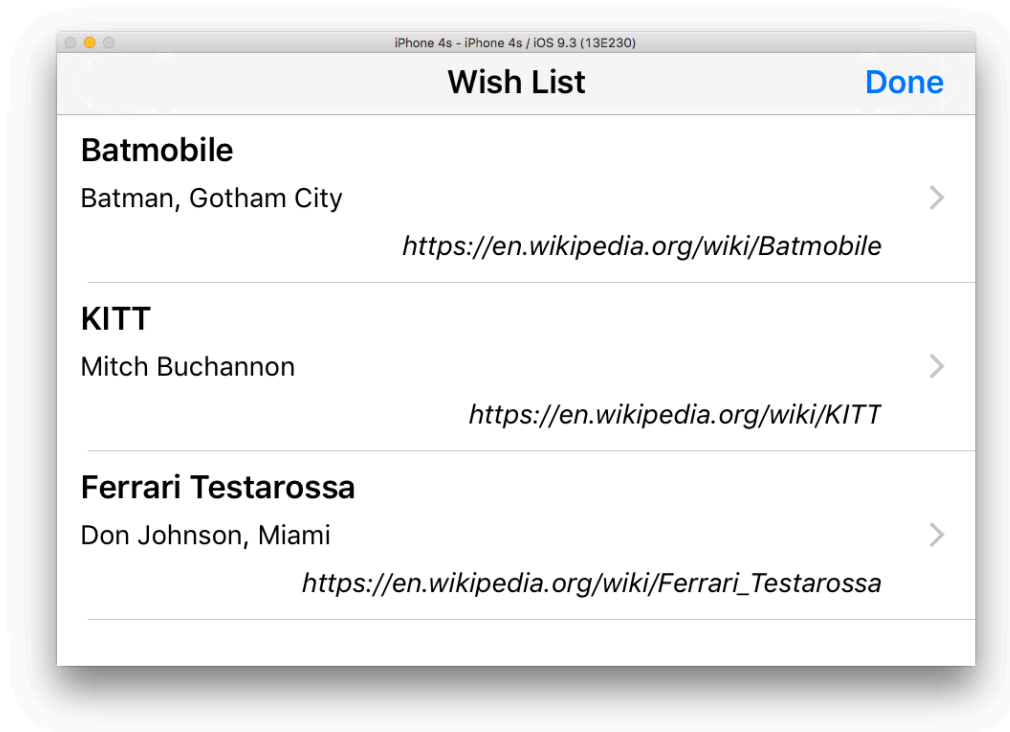 iPhone 4s - iPhone 4s / iOS 9.3 (13E230)
Wish List
Done
Batmobile
Batman, Gotham City
https://en.wikipedia.org/wiki/Batmobile
KITT
Mitch Buchannon
https://en.wikipedia.org/wiki/KITT
Ferrari Testarossa
Don Johnson, Miami
https://en.wikipedia.org/wiki/Ferrari_Testarossa